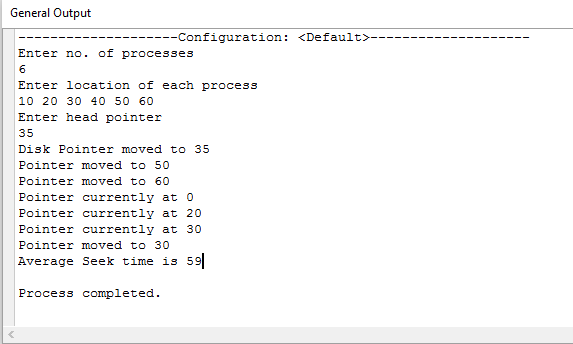 General Output
--------------------Configuration: <Default>--------------------
Enter no. of processes
6
Enter location of each process
10 20 30 40 50 60
Enter head pointer
35
Disk Pointer moved to 35
Pointer moved to 50
Pointer moved to 60
Pointer currently at 0
Pointer currently at 20
Pointer currently at 30
Pointer moved to 30
Average Seek time is 59
Process completed.